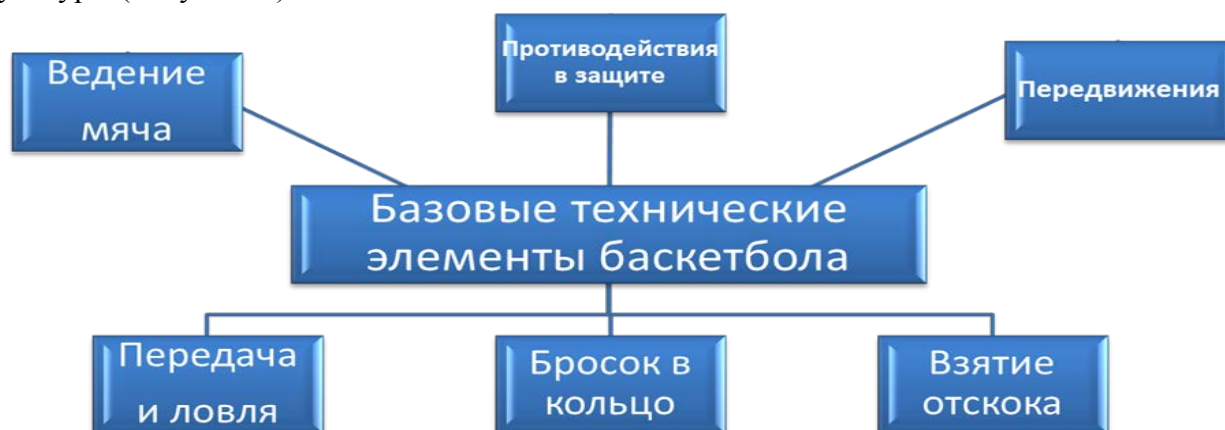 Противодействия
в защите
Ведение
мяча
Передвижения
Базовые технические
элементы баскетбола
Передача
и ловля
Бросок в
кольцо
Взятие
отскока